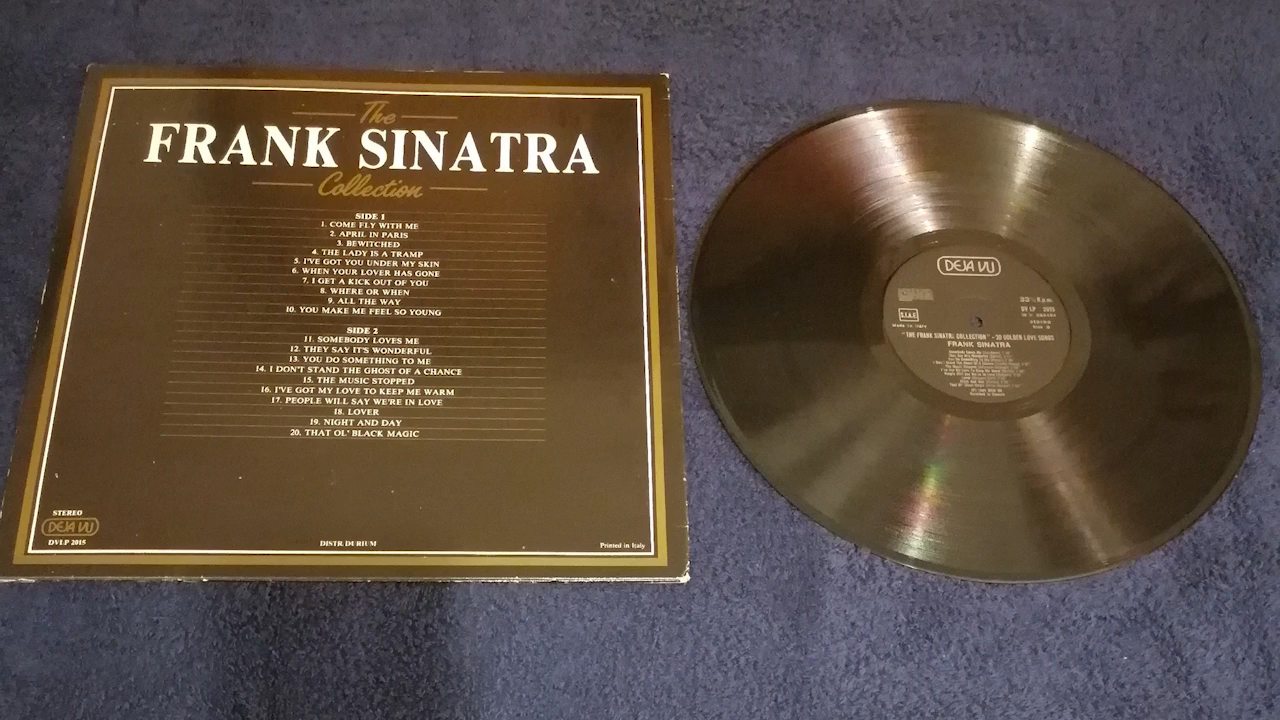 The
FRANK SINATRA
Collection
SIDE 1
1. COME FLY WITH ME
2. APRIL IN PARIS
3. BEWITCHED
4. THE LADY IS A TRAMP
5. I'VE GOT YOU UNDER MY SKIN
6. WHEN YOUR LOVER HAS GONE
7. I GET A KICK OUT OF YOU
8. WHERE OR WHEN
9. ALL THE WAY
10. YOU MAKE ME FEEL SO YOUNG
SIDE 2
11. SOMEBODY LOVES ME
12. THEY SAY IT'S WONDERFUL
13. YOU DO SOMETHING TO ME
14. I DON'T STAND THE GHOST OF A CHANCE
15. THE MUSIC STOPPED
16. I'VE GOT MY LOVE TO KEEP ME WARM
17. PEOPLE WILL SAY WE'RE IN LOVE
18. LOVER
19. NIGHT AND DAY
20. THAT OL' BLACK MAGIC
STEREO
DEJA VU
DVLP 2015
DISTR. DURIUM
Printed in Italy
DEJA VU
S.I.A.E.
Made in Italy
DV LP 2015
"THE FRANK SINATRA COLLECTION" - 20 GOLDEN LOVE SONGS
FRANK SINATRA